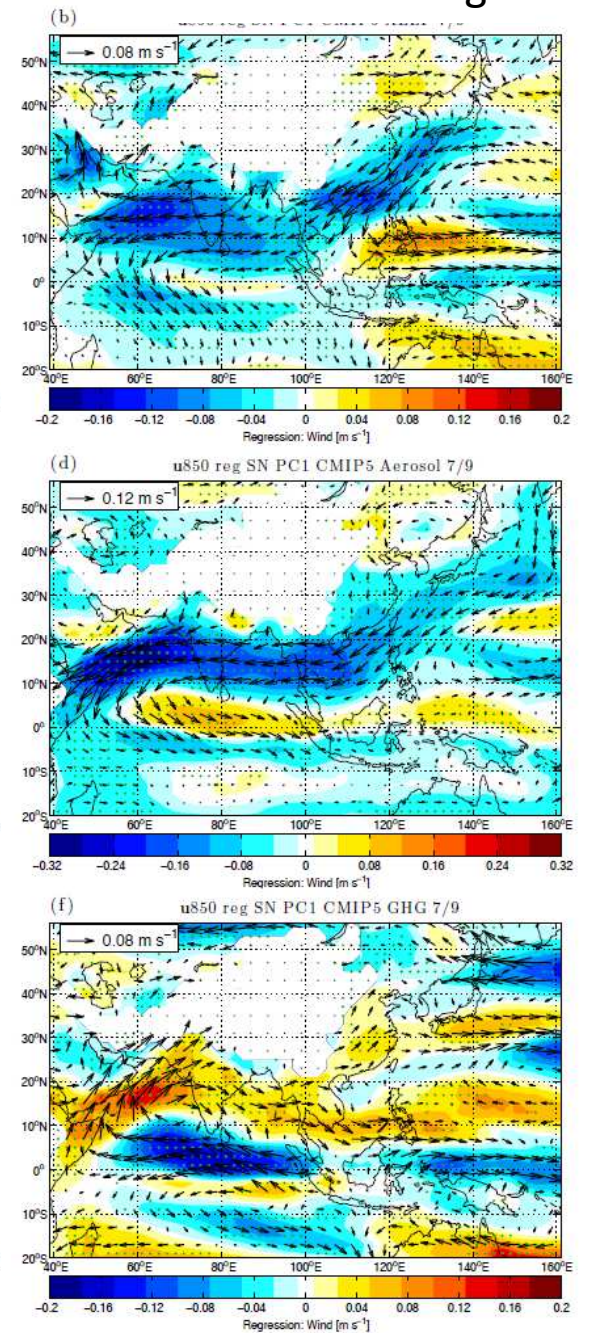 (b)
u850 reg SN PC1 CMIP5
0.08 m s⁻¹
50°N
40°N
30°N
20°N
10°N
0°
10°S
20°S
40°E 60°E 80°E 100°E 120°E 140°E 160°E
−0.2 −0.16 −0.12 −0.08 −0.04 0 0.04 0.08 0.12 0.16 0.2
Regression: Wind [m s⁻¹]
(d) u850 reg SN PC1 CMIP5 Aerosol 7/9
0.12 m s⁻¹
50°N
40°N
30°N
20°N
10°N
0°
10°S
20°S
40°E 60°E 80°E 100°E 120°E 140°E 160°E
−0.32 −0.24 −0.16 −0.08 0 0.08 0.16 0.24 0.32
Regression: Wind [m s⁻¹]
(f) u850 reg SN PC1 CMIP5 GHG 7/9
0.08 m s⁻¹
50°N
40°N
30°N
20°N
10°N
0°
10°S
20°S
40°E 60°E 80°E 100°E 120°E 140°E 160°E
−0.2 −0.16 −0.12 −0.08 −0.04 0 0.04 0.08 0.12 0.16 0.2
Regression: Wind [m s⁻¹]